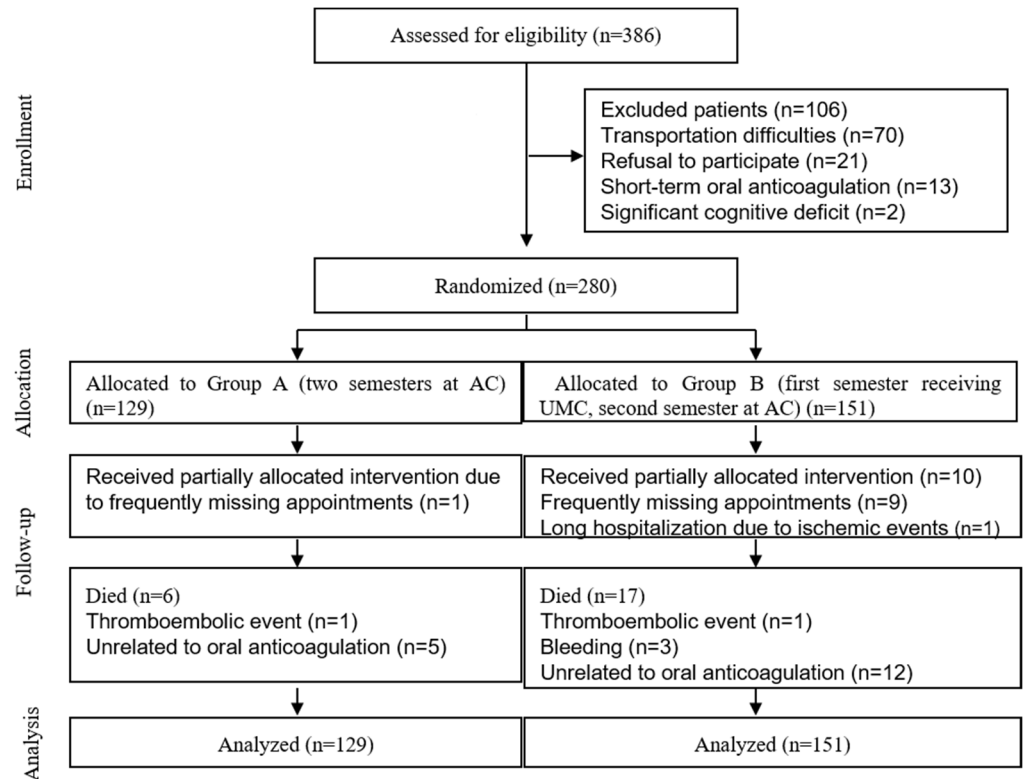 Assessed for eligibility (n=386)
Enrollment
Excluded patients (n=106)
Transportation difficulties (n=70)
Refusal to participate (n=21)
Short-term oral anticoagulation (n=13)
Significant cognitive deficit (n=2)
Randomized (n=280)
Allocation
Allocated to Group A (two semesters at AC)
(n=129)
Allocated to Group B (first semester receiving
UMC, second semester at AC) (n=151)
Follow-up
Received partially allocated intervention due
to frequently missing appointments (n=1)
Received partially allocated intervention (n=10)
Frequently missing appointments (n=9)
Long hospitalization due to ischemic events (n=1)
Died (n=6)
Thromboembolic event (n=1)
Unrelated to oral anticoagulation (n=5)
Died (n=17)
Thromboembolic event (n=1)
Bleeding (n=3)
Unrelated to oral anticoagulation (n=12)
Analysis
Analyzed (n=129)
Analyzed (n=151)